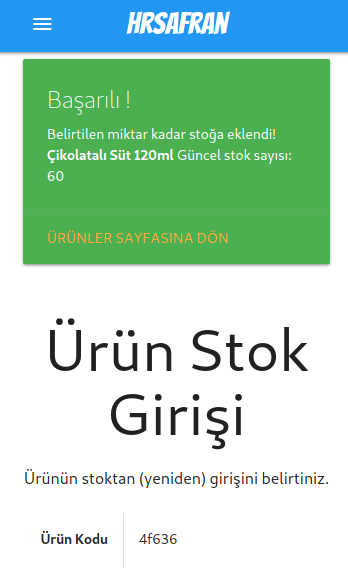 HRSAFRAN
Başarılı !
Belirtilen miktar kadar stoğa eklendi!
Çikolatalı Süt 120ml Güncel stok sayısı:
60
ÜRÜNLER SAYFASINA DÖN
Ürün Stok
Girişi
Ürünün stoktan (yeniden) girişini belirtiniz.
Ürün Kodu 4f636